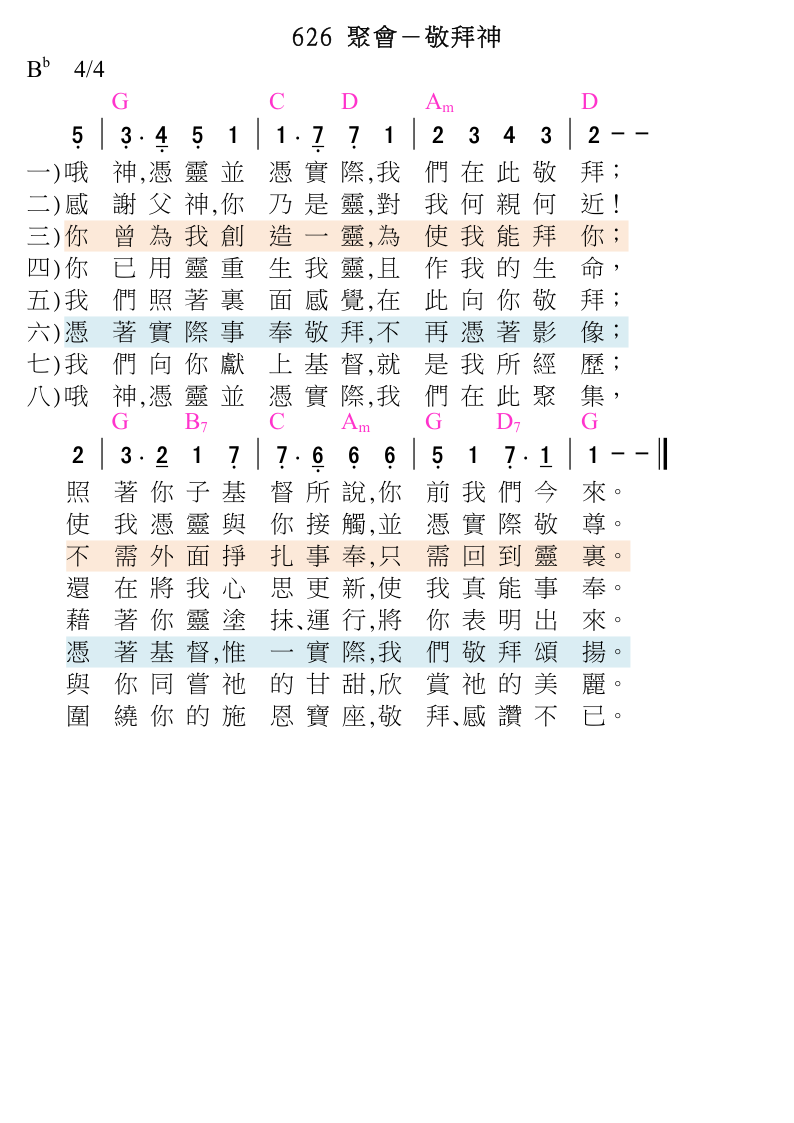 626 聚會－敬拜神
Bb 4/4
G C D Am D
5 | 3 · 4 5 1 | 1 · 7 7 1 | 2 3 4 3 | 2 － －
一)哦 神,憑靈並 憑實際,我 們在此敬 拜；
二)感 謝父神,你 乃是靈,對 我何親何 近！
三)你 曾為我創 造一靈,為 使我能拜 你；
四)你 已用靈重 生我靈,且 作我的生 命，
五)我 們照著裏 面感覺,在 此向你敬 拜；
六)憑 著實際事 奉敬拜,不 再憑著影 像；
七)我 們向你獻 上基督,就 是我所經 歷；
八)哦 神,憑靈並 憑實際,我 們在此聚 集，
G B7 C Am G D7 G
2 | 3 · 2 1 7 | 7 · 6 6 6 | 5 1 7 · 1 | 1 － － ||
照 著你子基 督所說,你 前我們今 來。
使 我憑靈與 你接觸,並 憑實際敬 尊。
不 需外面掙 扎事奉,只 需回到靈 裏。
還 在將我心 思更新,使 我真能事 奉。
藉 著你靈塗 抹、運行,將 你表明出 來。
憑 著基督,惟 一實際,我 們敬拜頌 揚。
與 你同嘗祂 的甘甜,欣 賞祂的美 麗。
圍 繞你的施 恩寶座,敬 拜、感讚不 已。